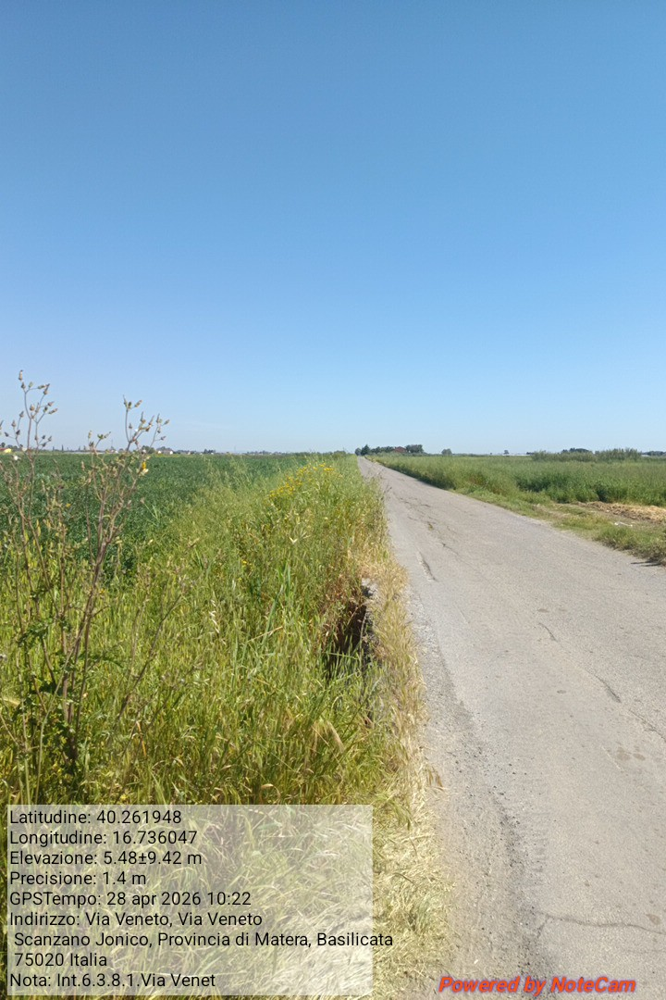 Latitudine: 40.261948
Longitudine: 16.736047
Elevazione: 5.48±9.42 m
Precisione: 1.4 m
GPSTempo: 28 apr 2026 10:22
Indirizzo: Via Veneto, Via Veneto
Scanzano Jonico, Provincia di Matera, Basilicata
75020 Italia
Nota: Int.6.3.8.1.Via Venet
Powered by NoteCam